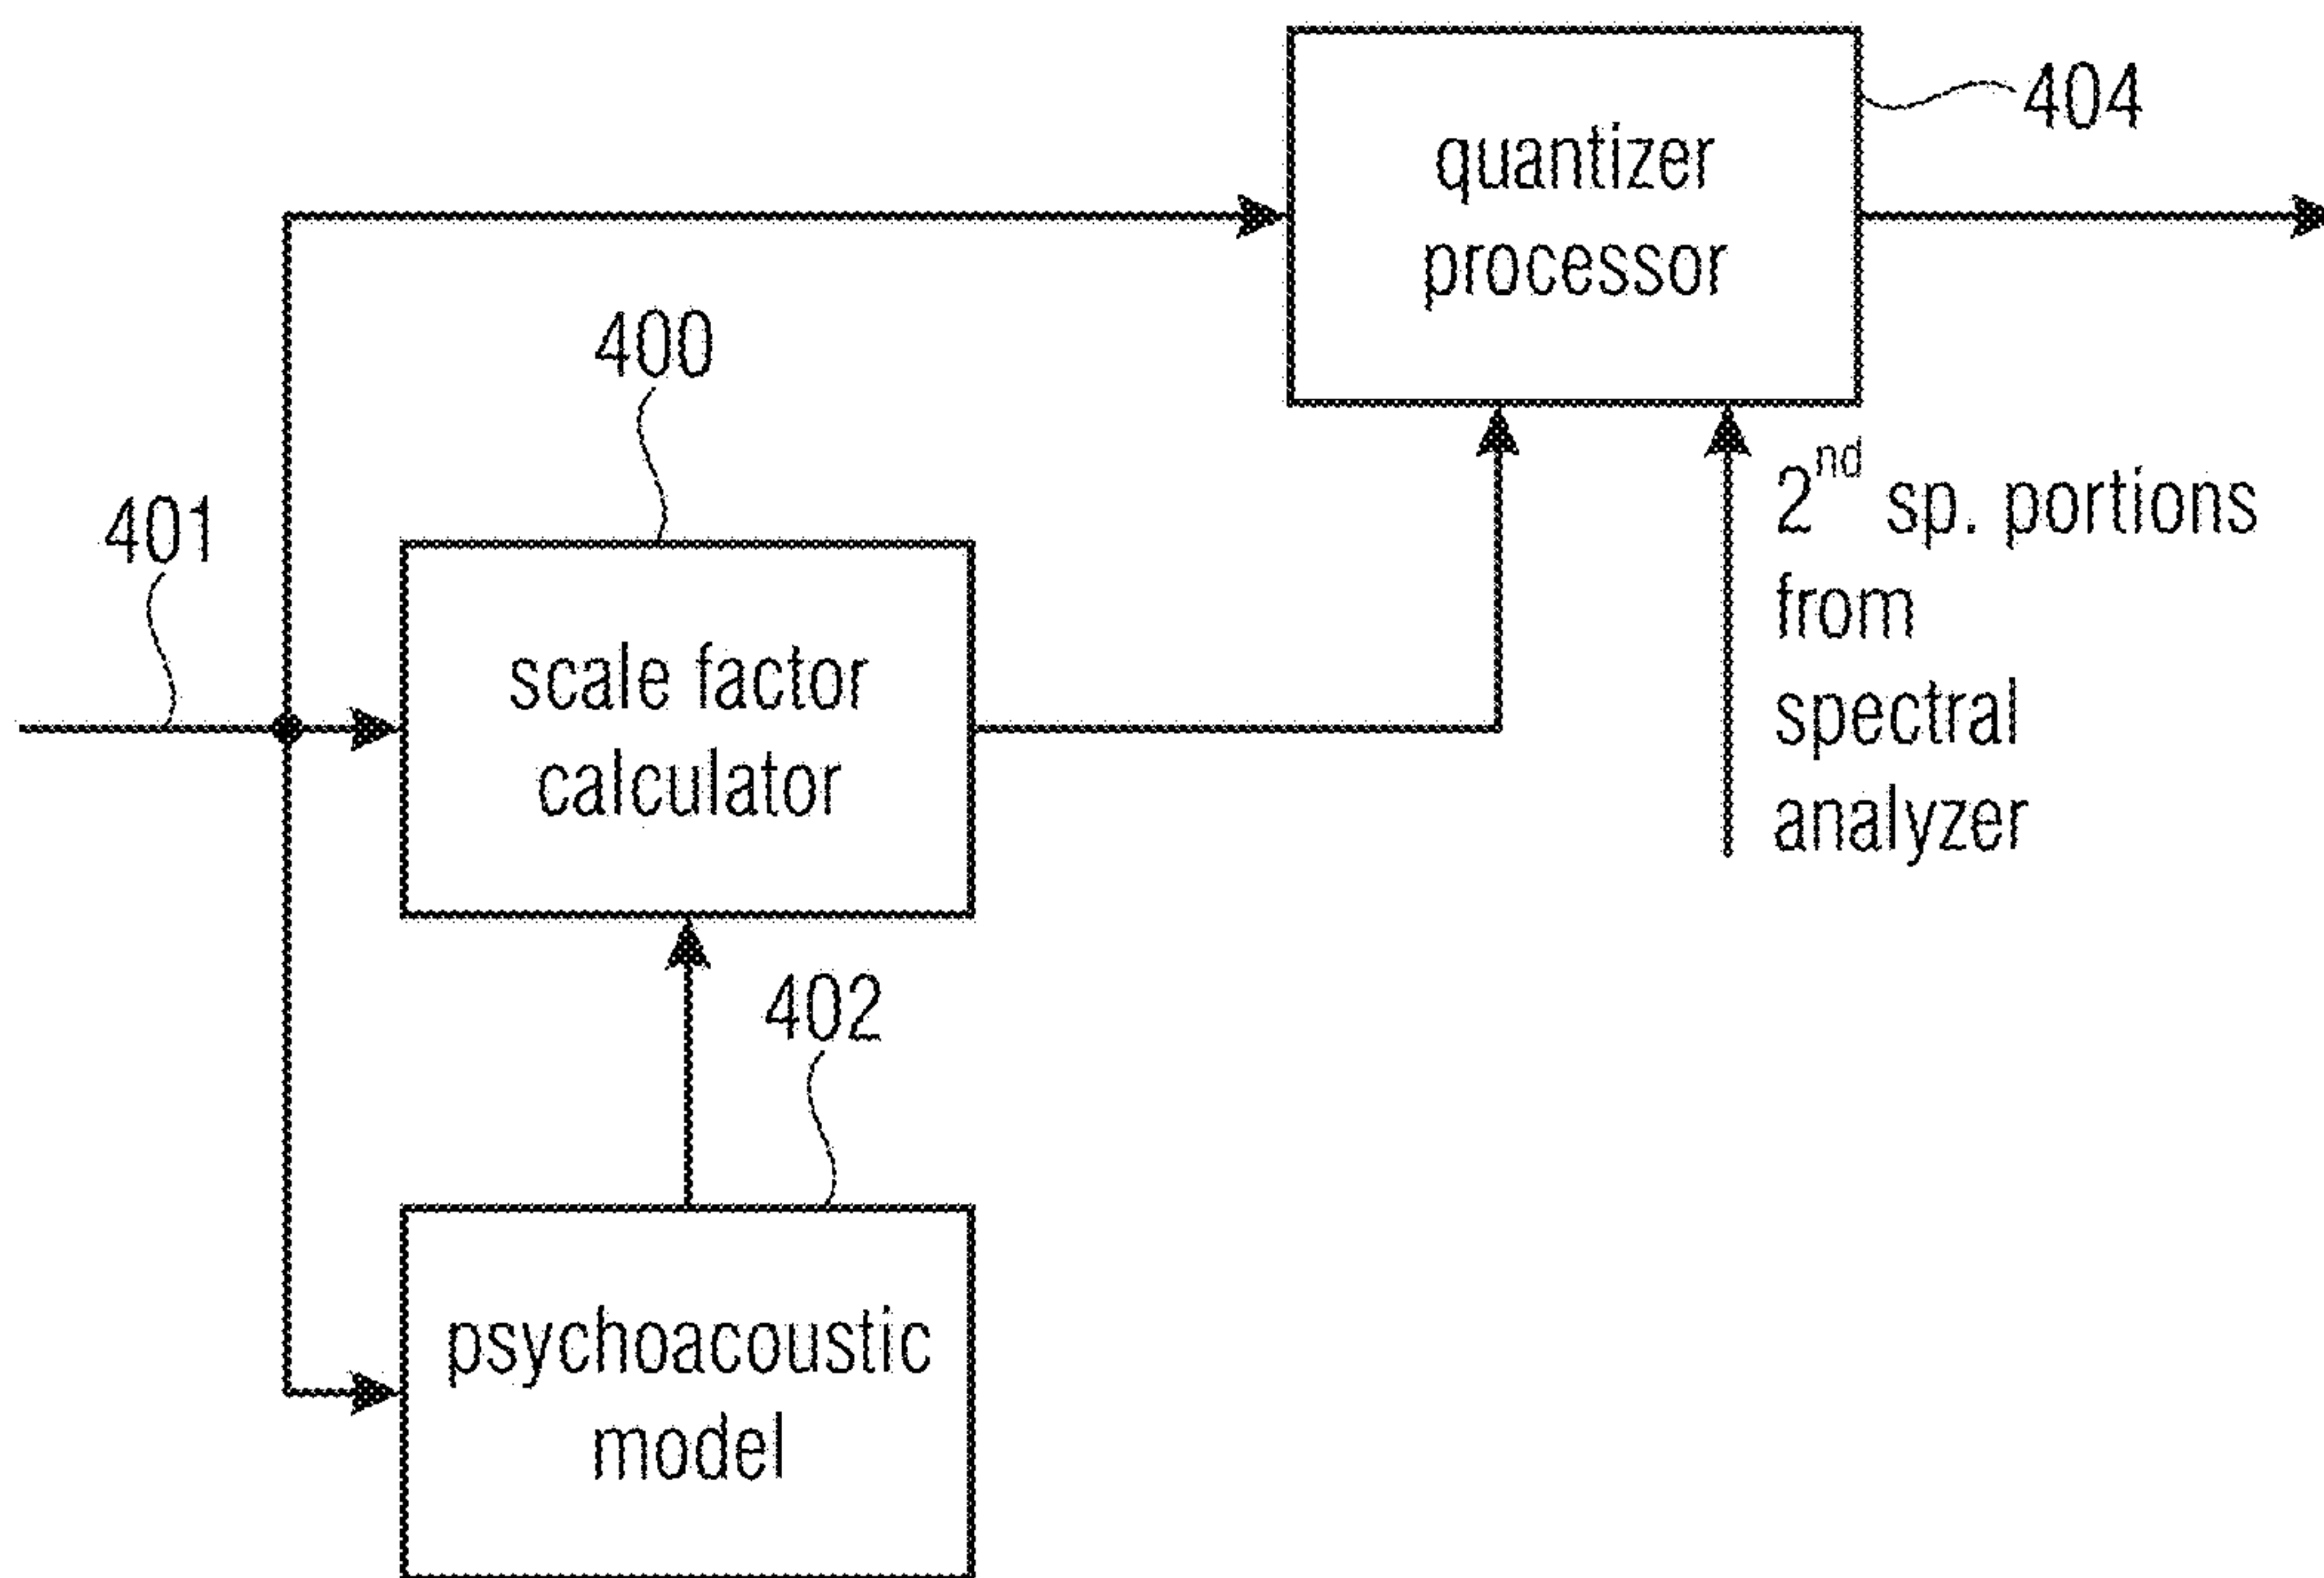 404
quantizer
processor
400
2nd sp. portions
from
spectral
analyzer
401
scale factor
calculator
402
psychoacoustic
model